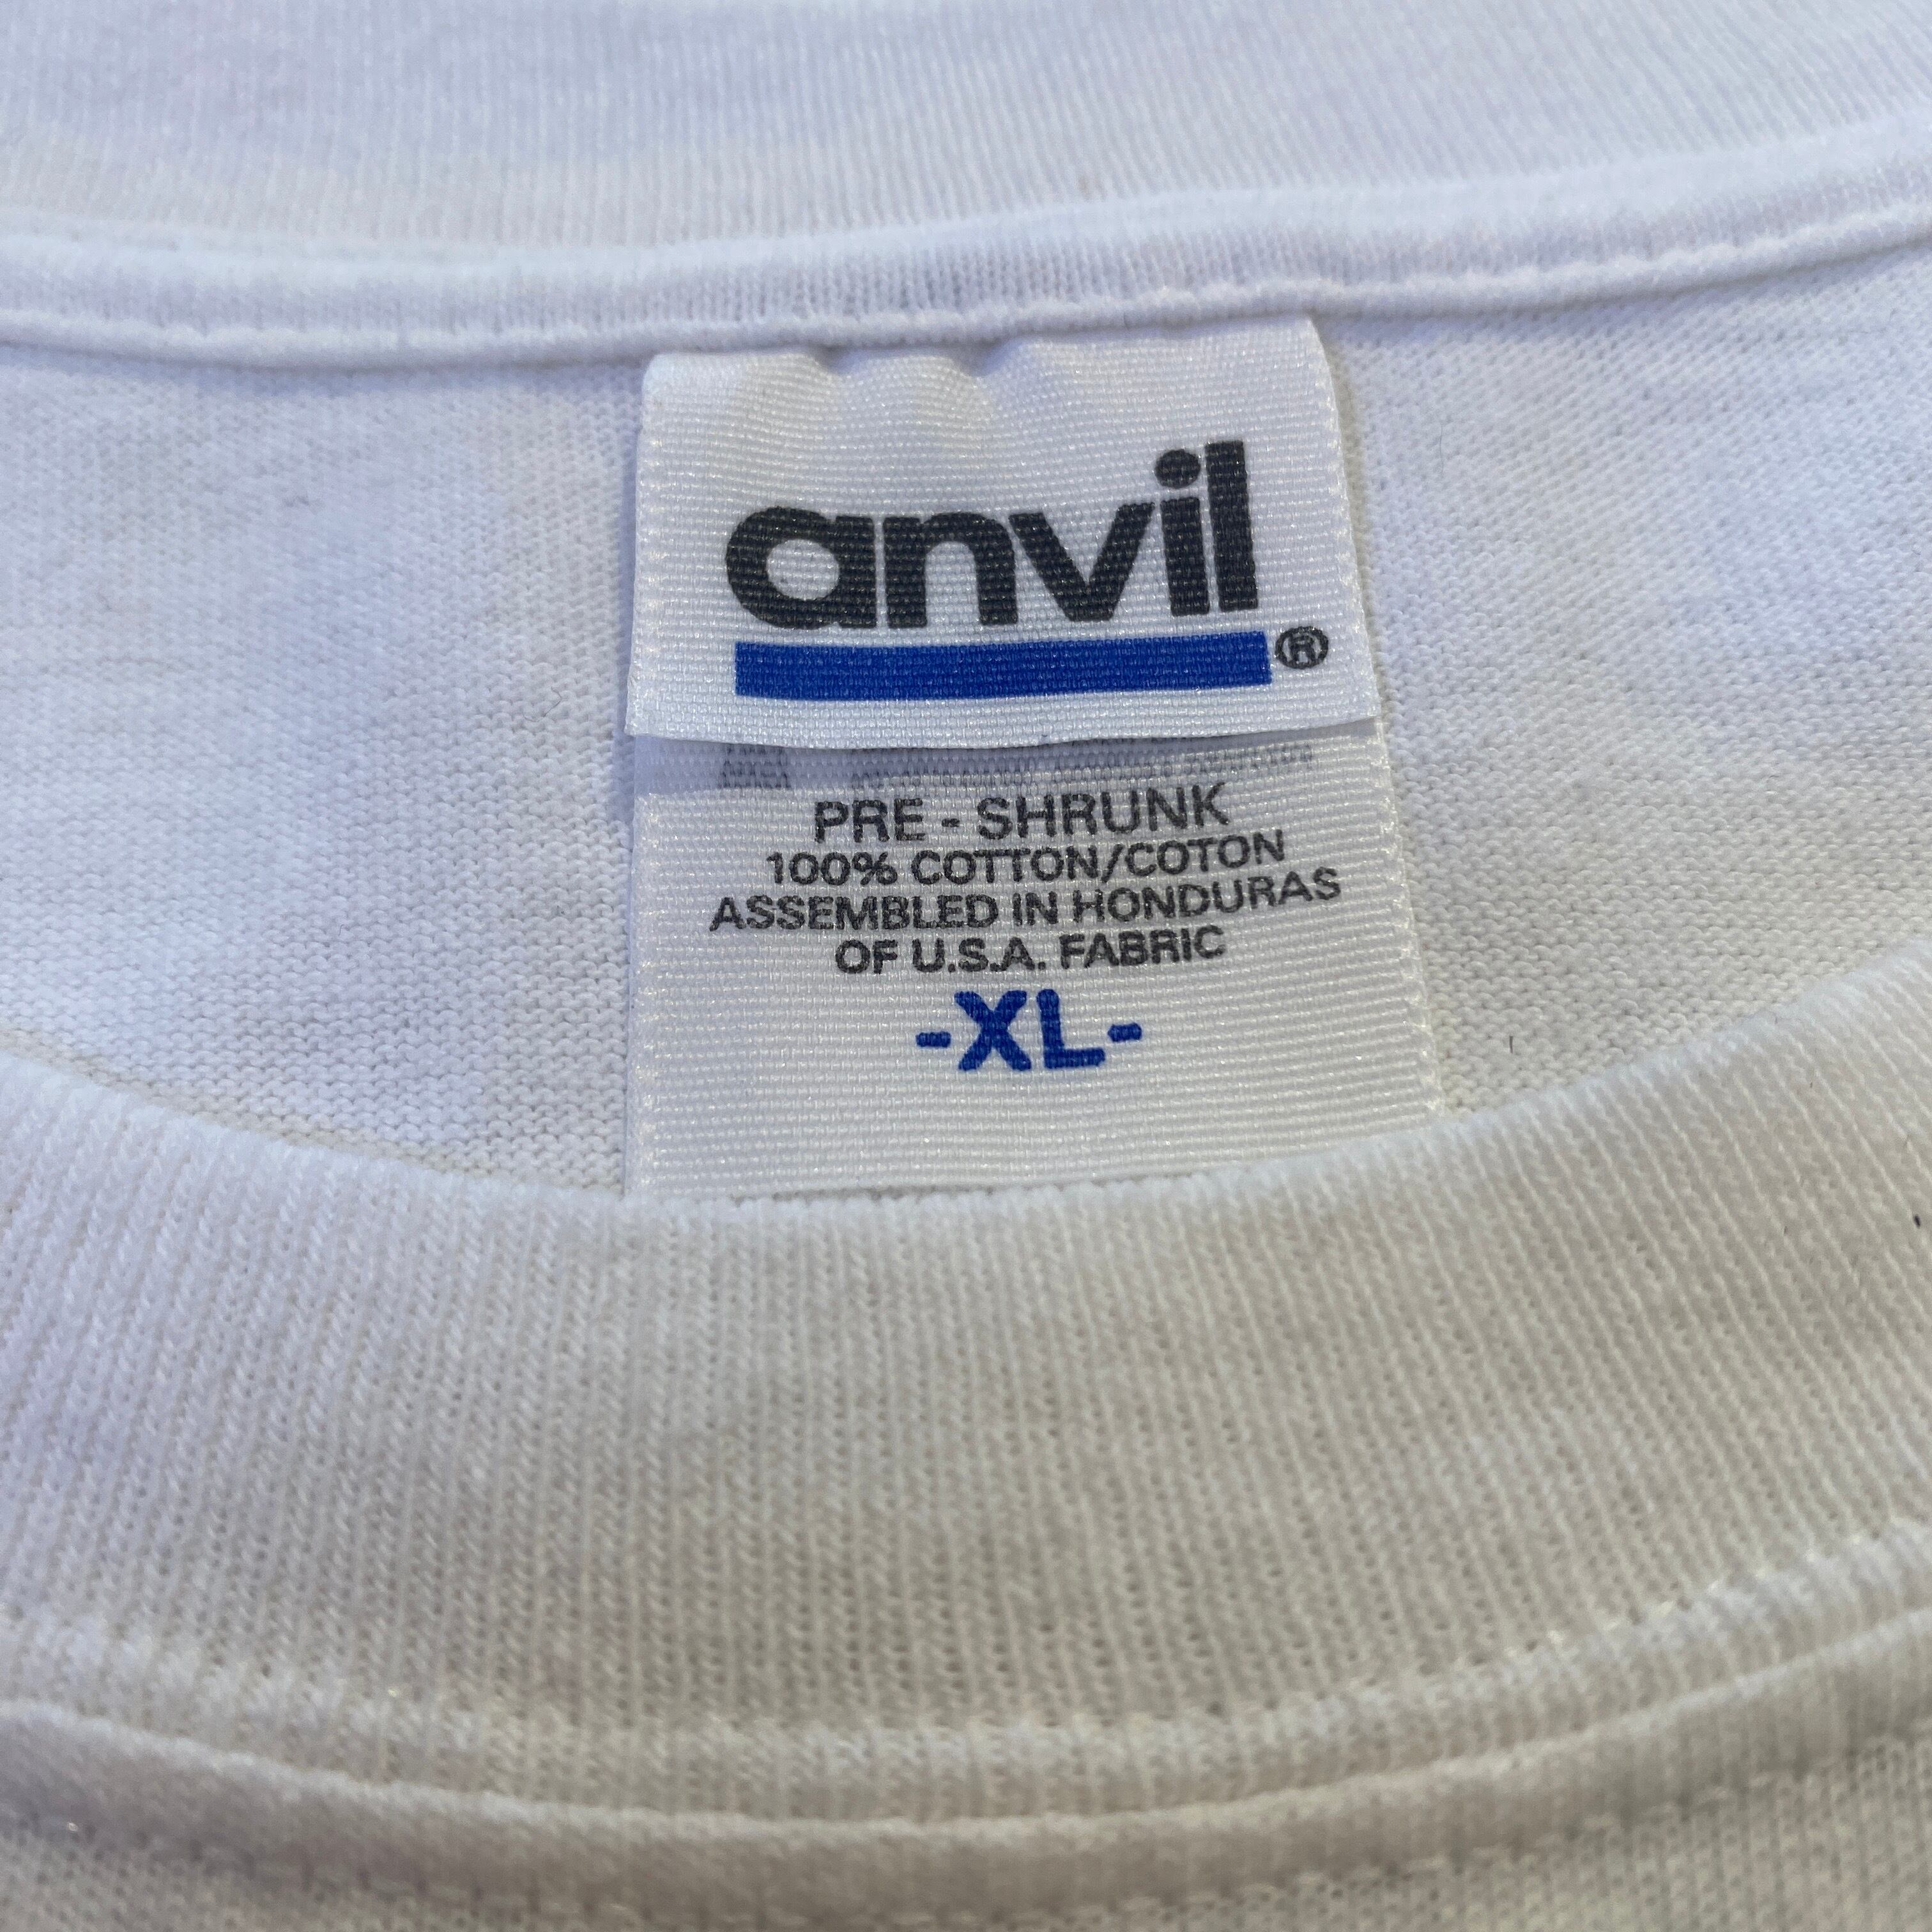 anvil®
PRE - SHRUNK
100% COTTON/COTON
ASSEMBLED IN HONDURAS
OF U.S.A. FABRIC
-XL-